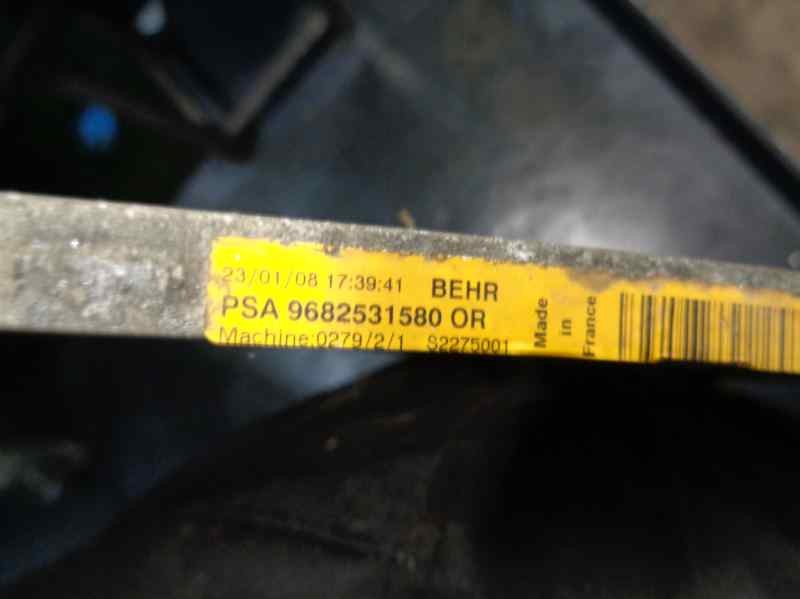 23/01/08 17:39:41 BEHR
PSA 9682531580 OR
Machine:0279/2/1 S2275001
Made
in
France